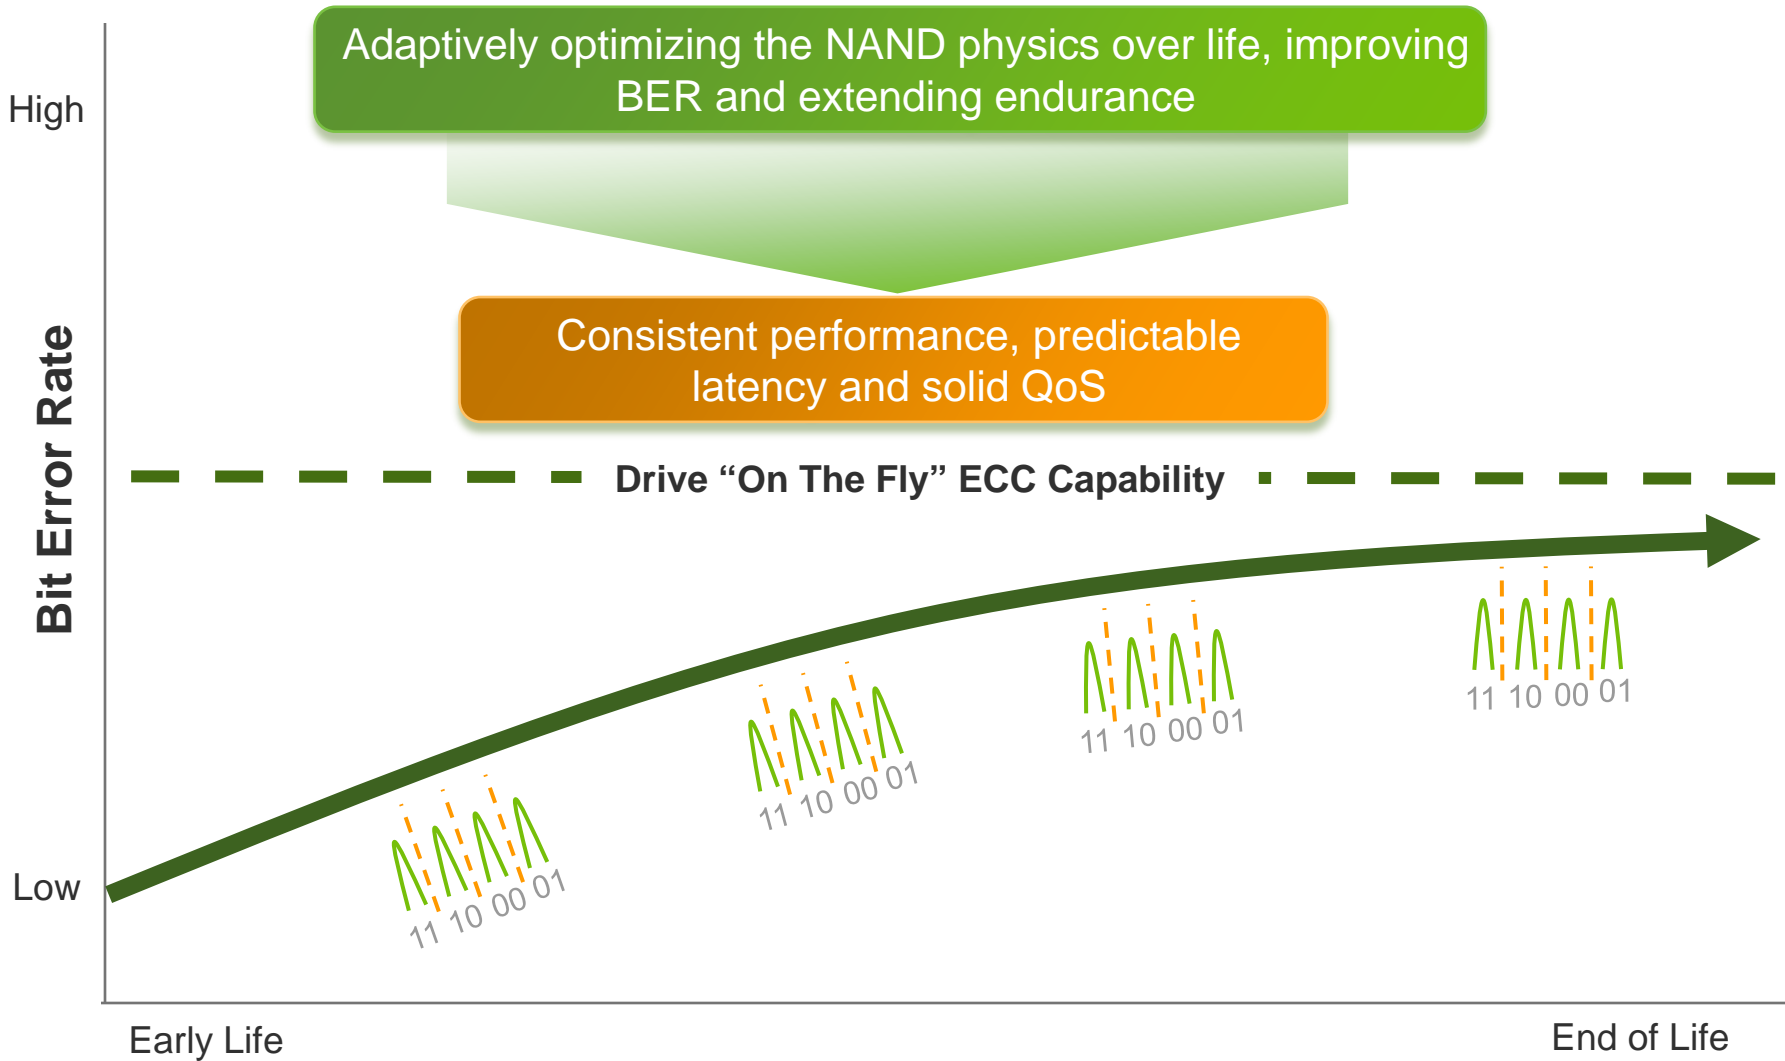 Adaptively optimizing the NAND physics over life, improving
BER and extending endurance
High
Consistent performance, predictable
latency and solid QoS
Bit Error Rate
Drive “On The Fly” ECC Capability
11 10 00 01
11 10 00 01
11 10 00 01
11 10 00 01
Low
Early Life
End of Life